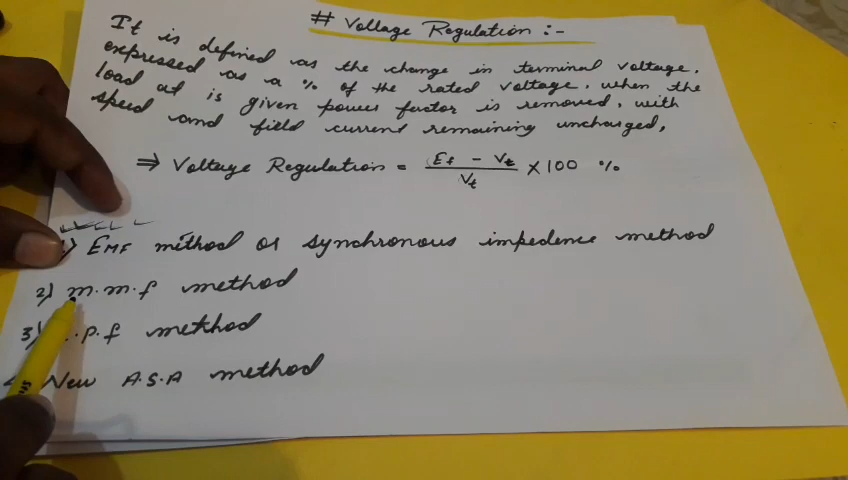 # Voltage Regulation :-
It is defined as the change in terminal voltage,
expressed as a % of the rated voltage, when the
load at is given power factor is removed, with
speed and field current remaining unchanged,
⇒ Voltage Regulation = (Ef - Vt)/Vt × 100 %
1) EMF method or synchronous impedence method
2) m.m.f method
3) .p.f method
New A.S.A method